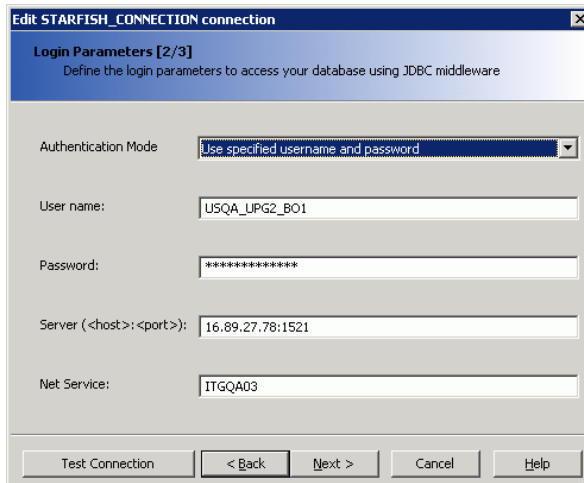 Edit STARFISH_CONNECTION connection
Login Parameters [2/3]
Define the login parameters to access your database using JDBC middleware
Authentication Mode
Use specified username and password
User name:
USQA_UPG2_BO1
Password:
*************
Server (<host>:<port>):
16.89.27.78:1521
Net Service:
ITGQA03
Test Connection
< Back
Next >
Cancel
Help